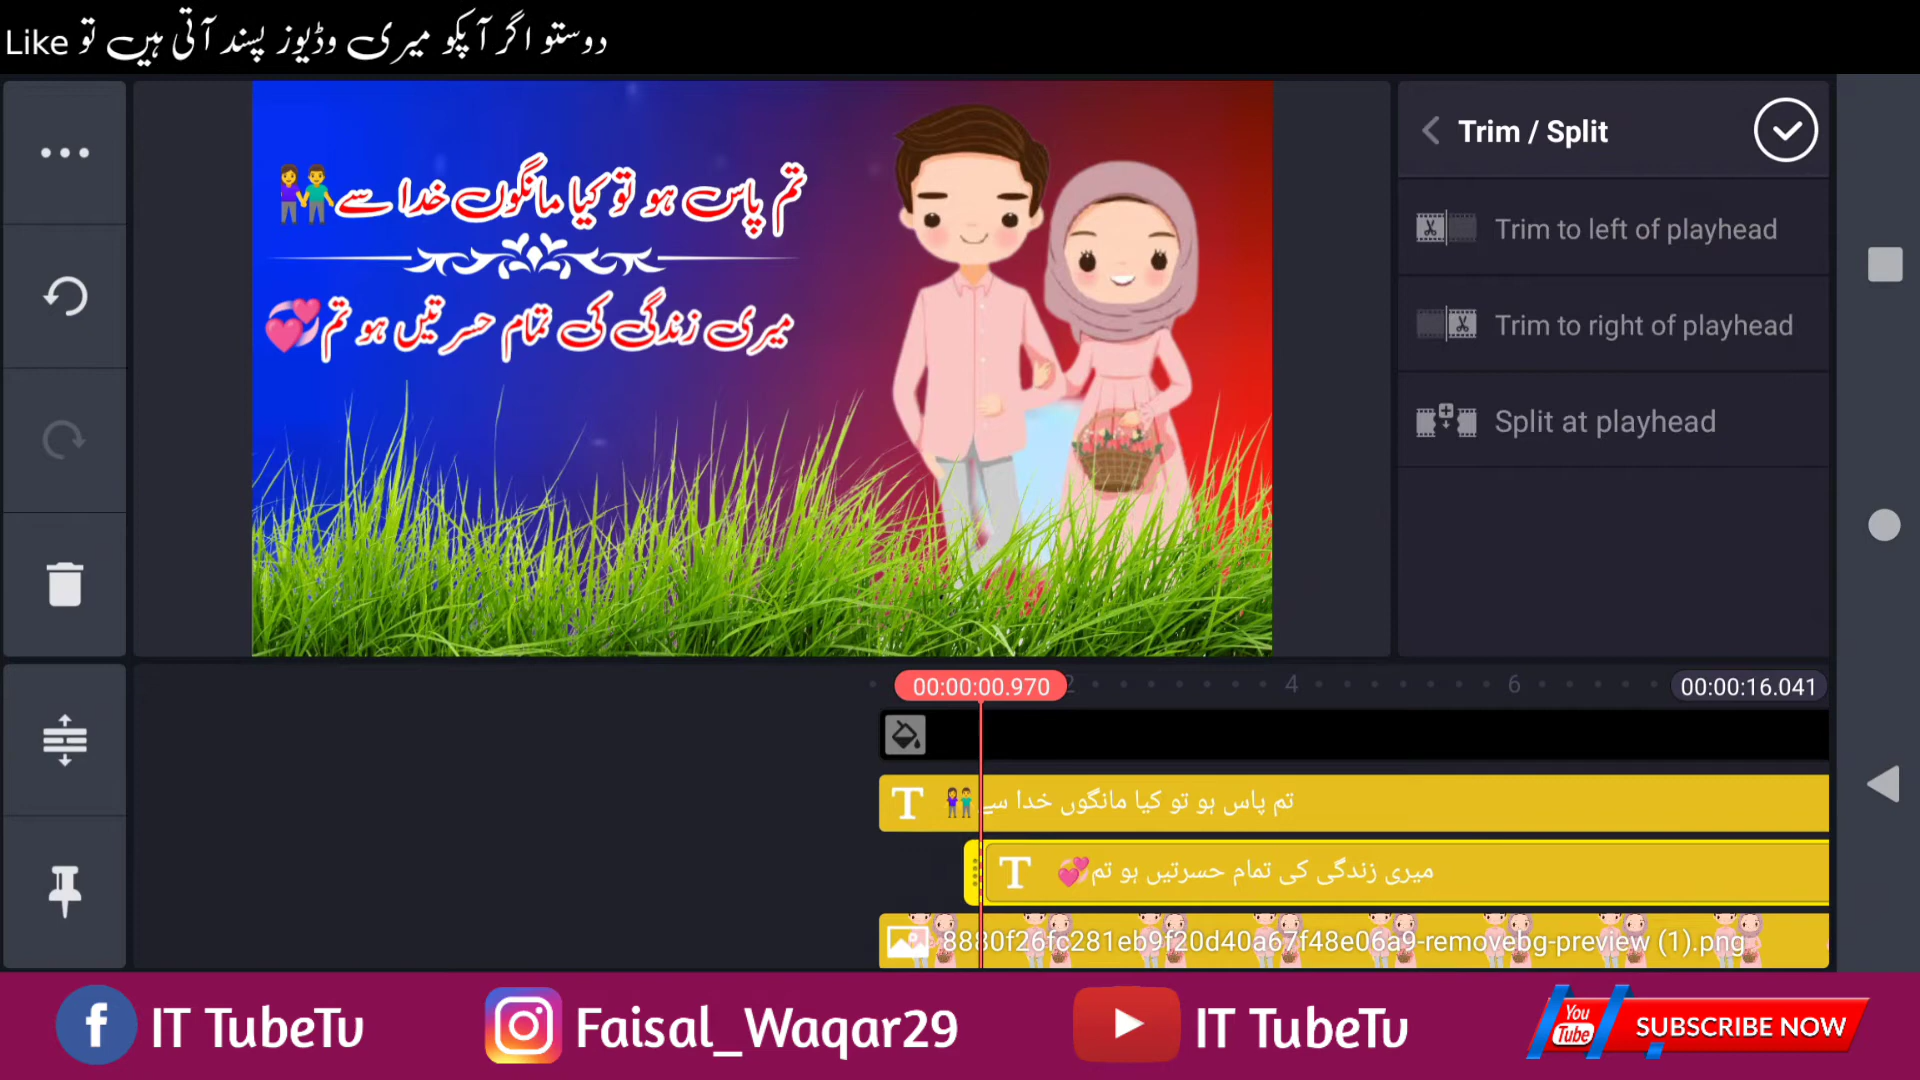 دوستو اگر آپکو میری وڈیوز پسند آتی ہیں تو Like
تم پاس ہو تو کیا مانگوں خدا سے👫
میری زندگی کی تمام حسرتیں ہو تم💞
Trim / Split
Trim to left of playhead
Trim to right of playhead
Split at playhead
00:00:00.970
2
4
6
00:00:16.041
T
تم پاس ہو تو کیا مانگوں خدا سے👫
T
میری زندگی کی تمام حسرتیں ہو تم💞
8880f26fc281eb9f20d40a67f48e06a9-removebg-preview (1).png
f IT TubeTv
Faisal_Waqar29
IT TubeTv
You Tube
SUBSCRIBE NOW